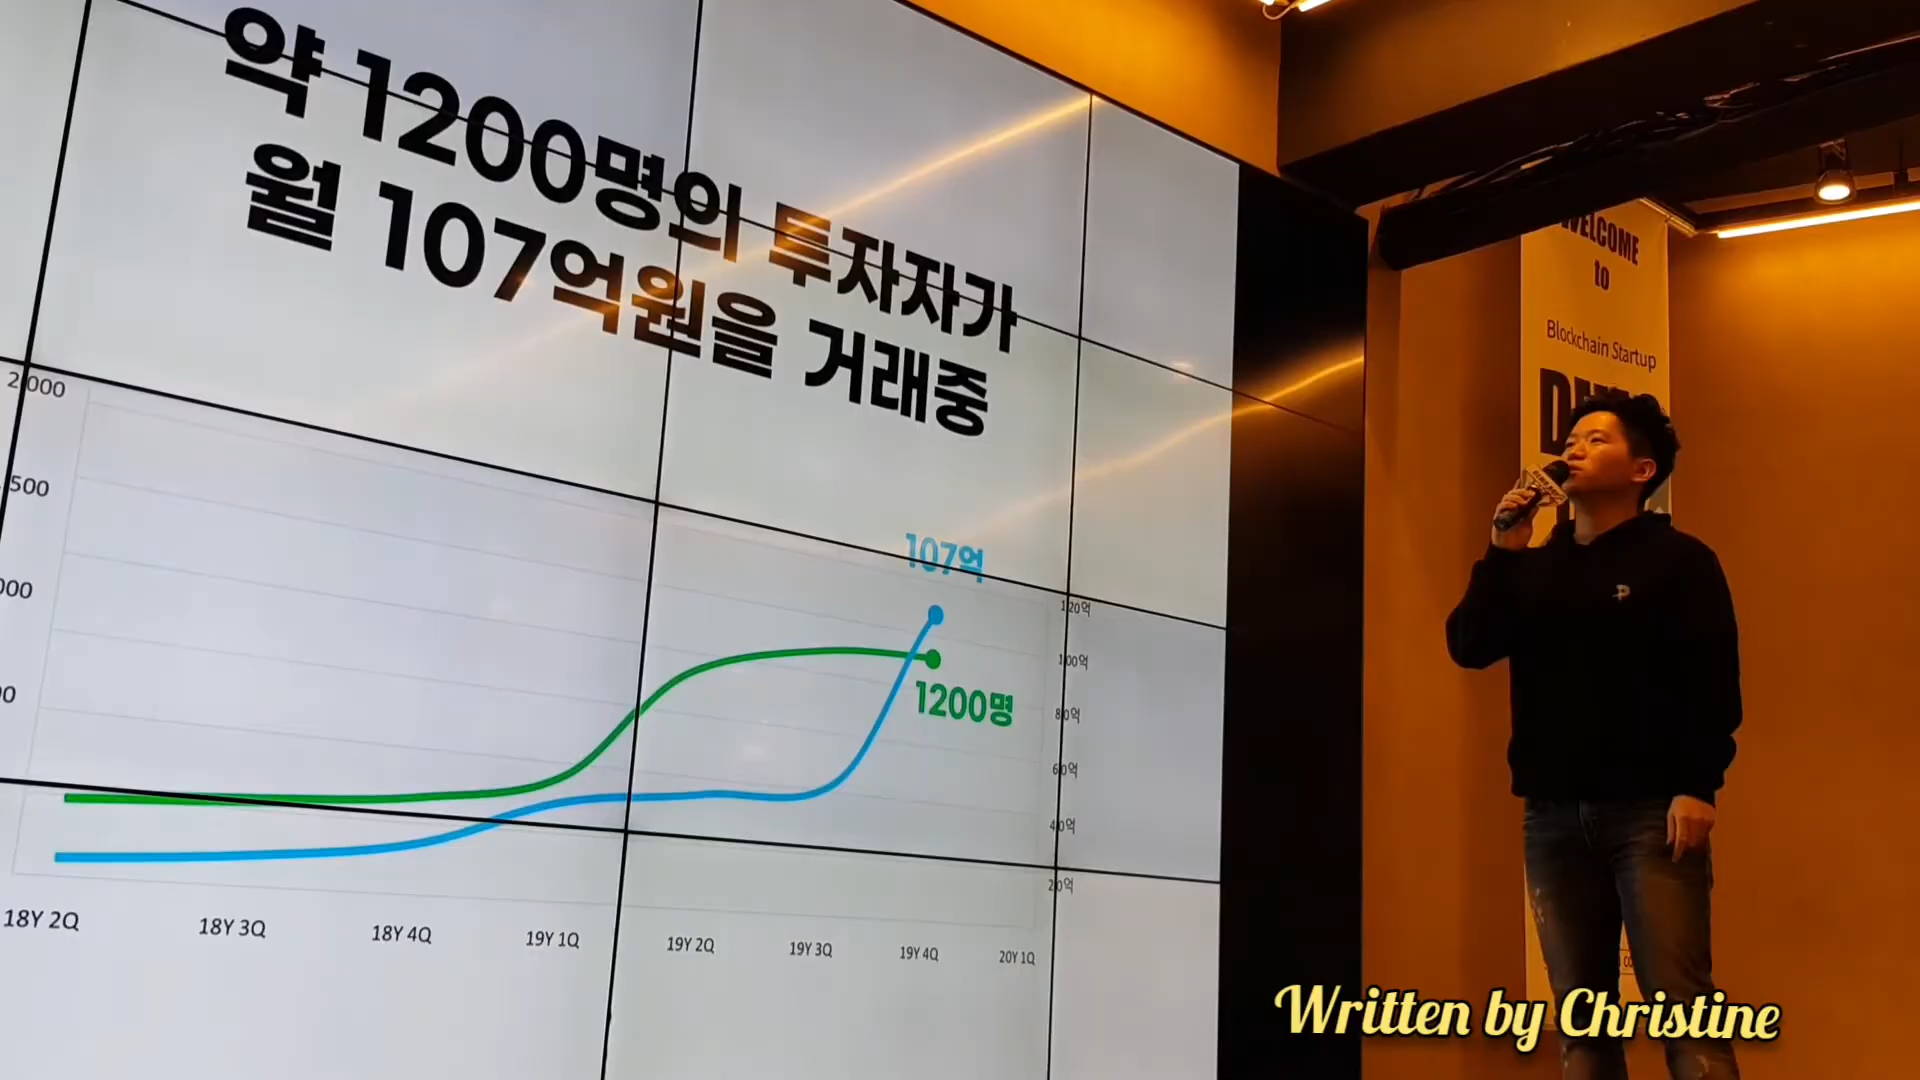 약 1200명의 투자자가
월 107억원을 거래중
2,000
107억
1200명
120억
100억
80억
60억
40억
20억
18Y 2Q
18Y 3Q
18Y 4Q
19Y 1Q
19Y 2Q
19Y 3Q
19Y 4Q
20Y 1Q
WELCOME
to
Blockchain Startup
P
Written by Christine